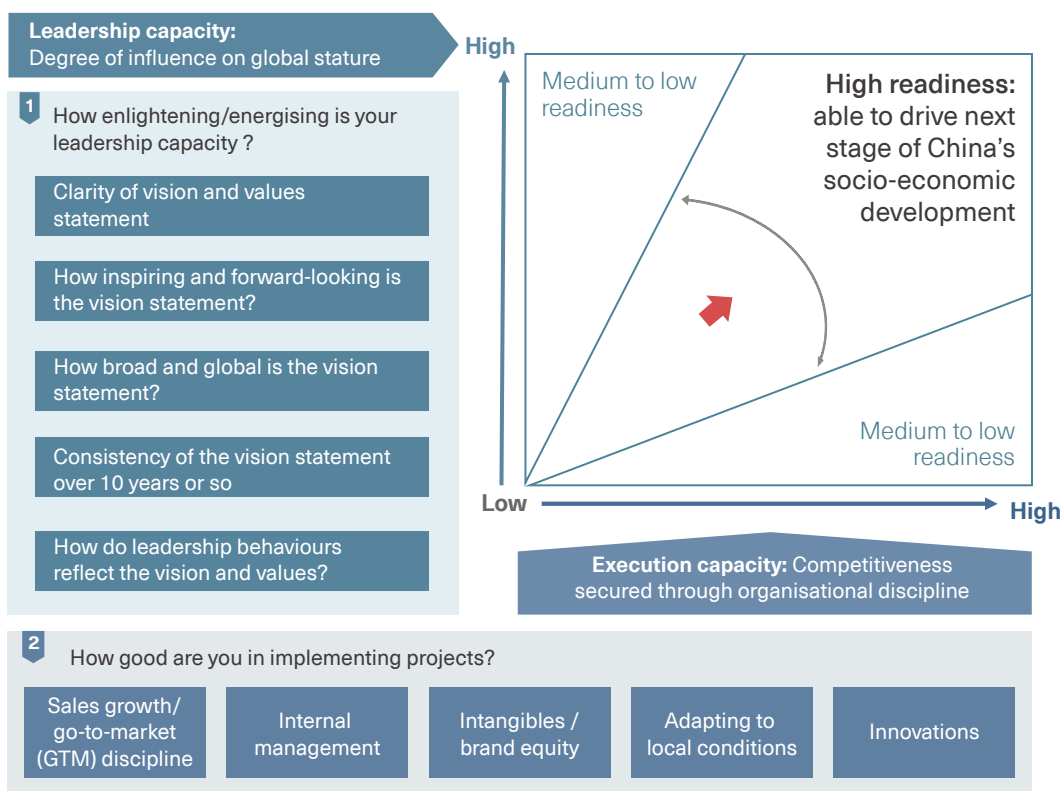 Leadership capacity:
Degree of influence on global stature
1
How enlightening/energising is your
leadership capacity ?
Clarity of vision and values
statement
How inspiring and forward-looking is
the vision statement?
How broad and global is the vision
statement?
Consistency of the vision statement
over 10 years or so
How do leadership behaviours
reflect the vision and values?
High
Medium to low
readiness
High readiness:
able to drive next
stage of China’s
socio-economic
development
Medium to low
readiness
Low
High
Execution capacity: Competitiveness
secured through organisational discipline
2
How good are you in implementing projects?
Sales growth/
go-to-market
(GTM) discipline
Internal
management
Intangibles /
brand equity
Adapting to
local conditions
Innovations